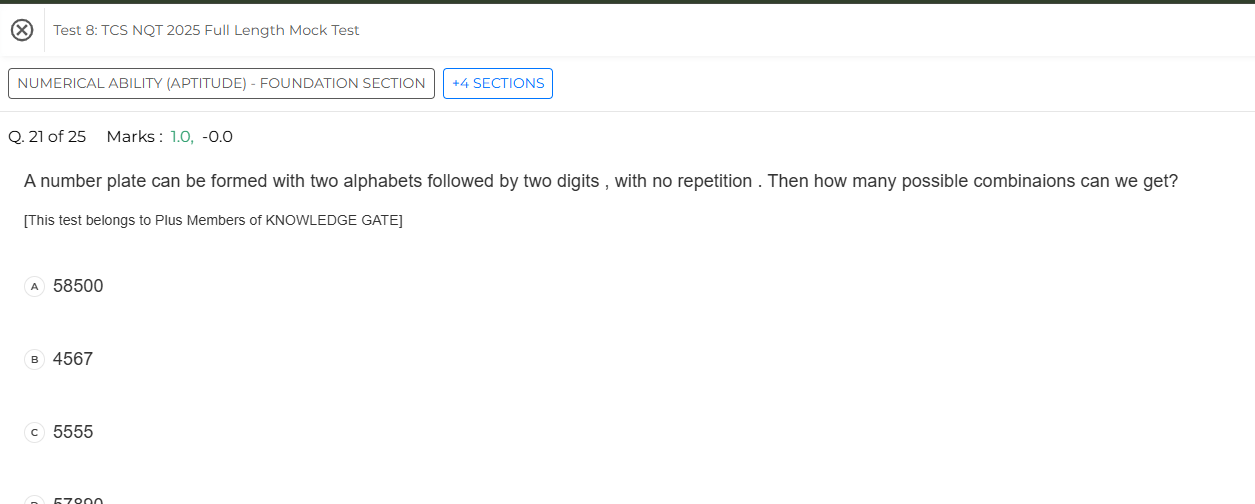 Test 8: TCS NQT 2025 Full Length Mock Test
NUMERICAL ABILITY (APTITUDE) - FOUNDATION SECTION
+4 SECTIONS
Q. 21 of 25 Marks : 1.0, -0.0
A number plate can be formed with two alphabets followed by two digits , with no repetition . Then how many possible combinaions can we get?
[This test belongs to Plus Members of KNOWLEDGE GATE]
A 58500
B 4567
C 5555
D 57890